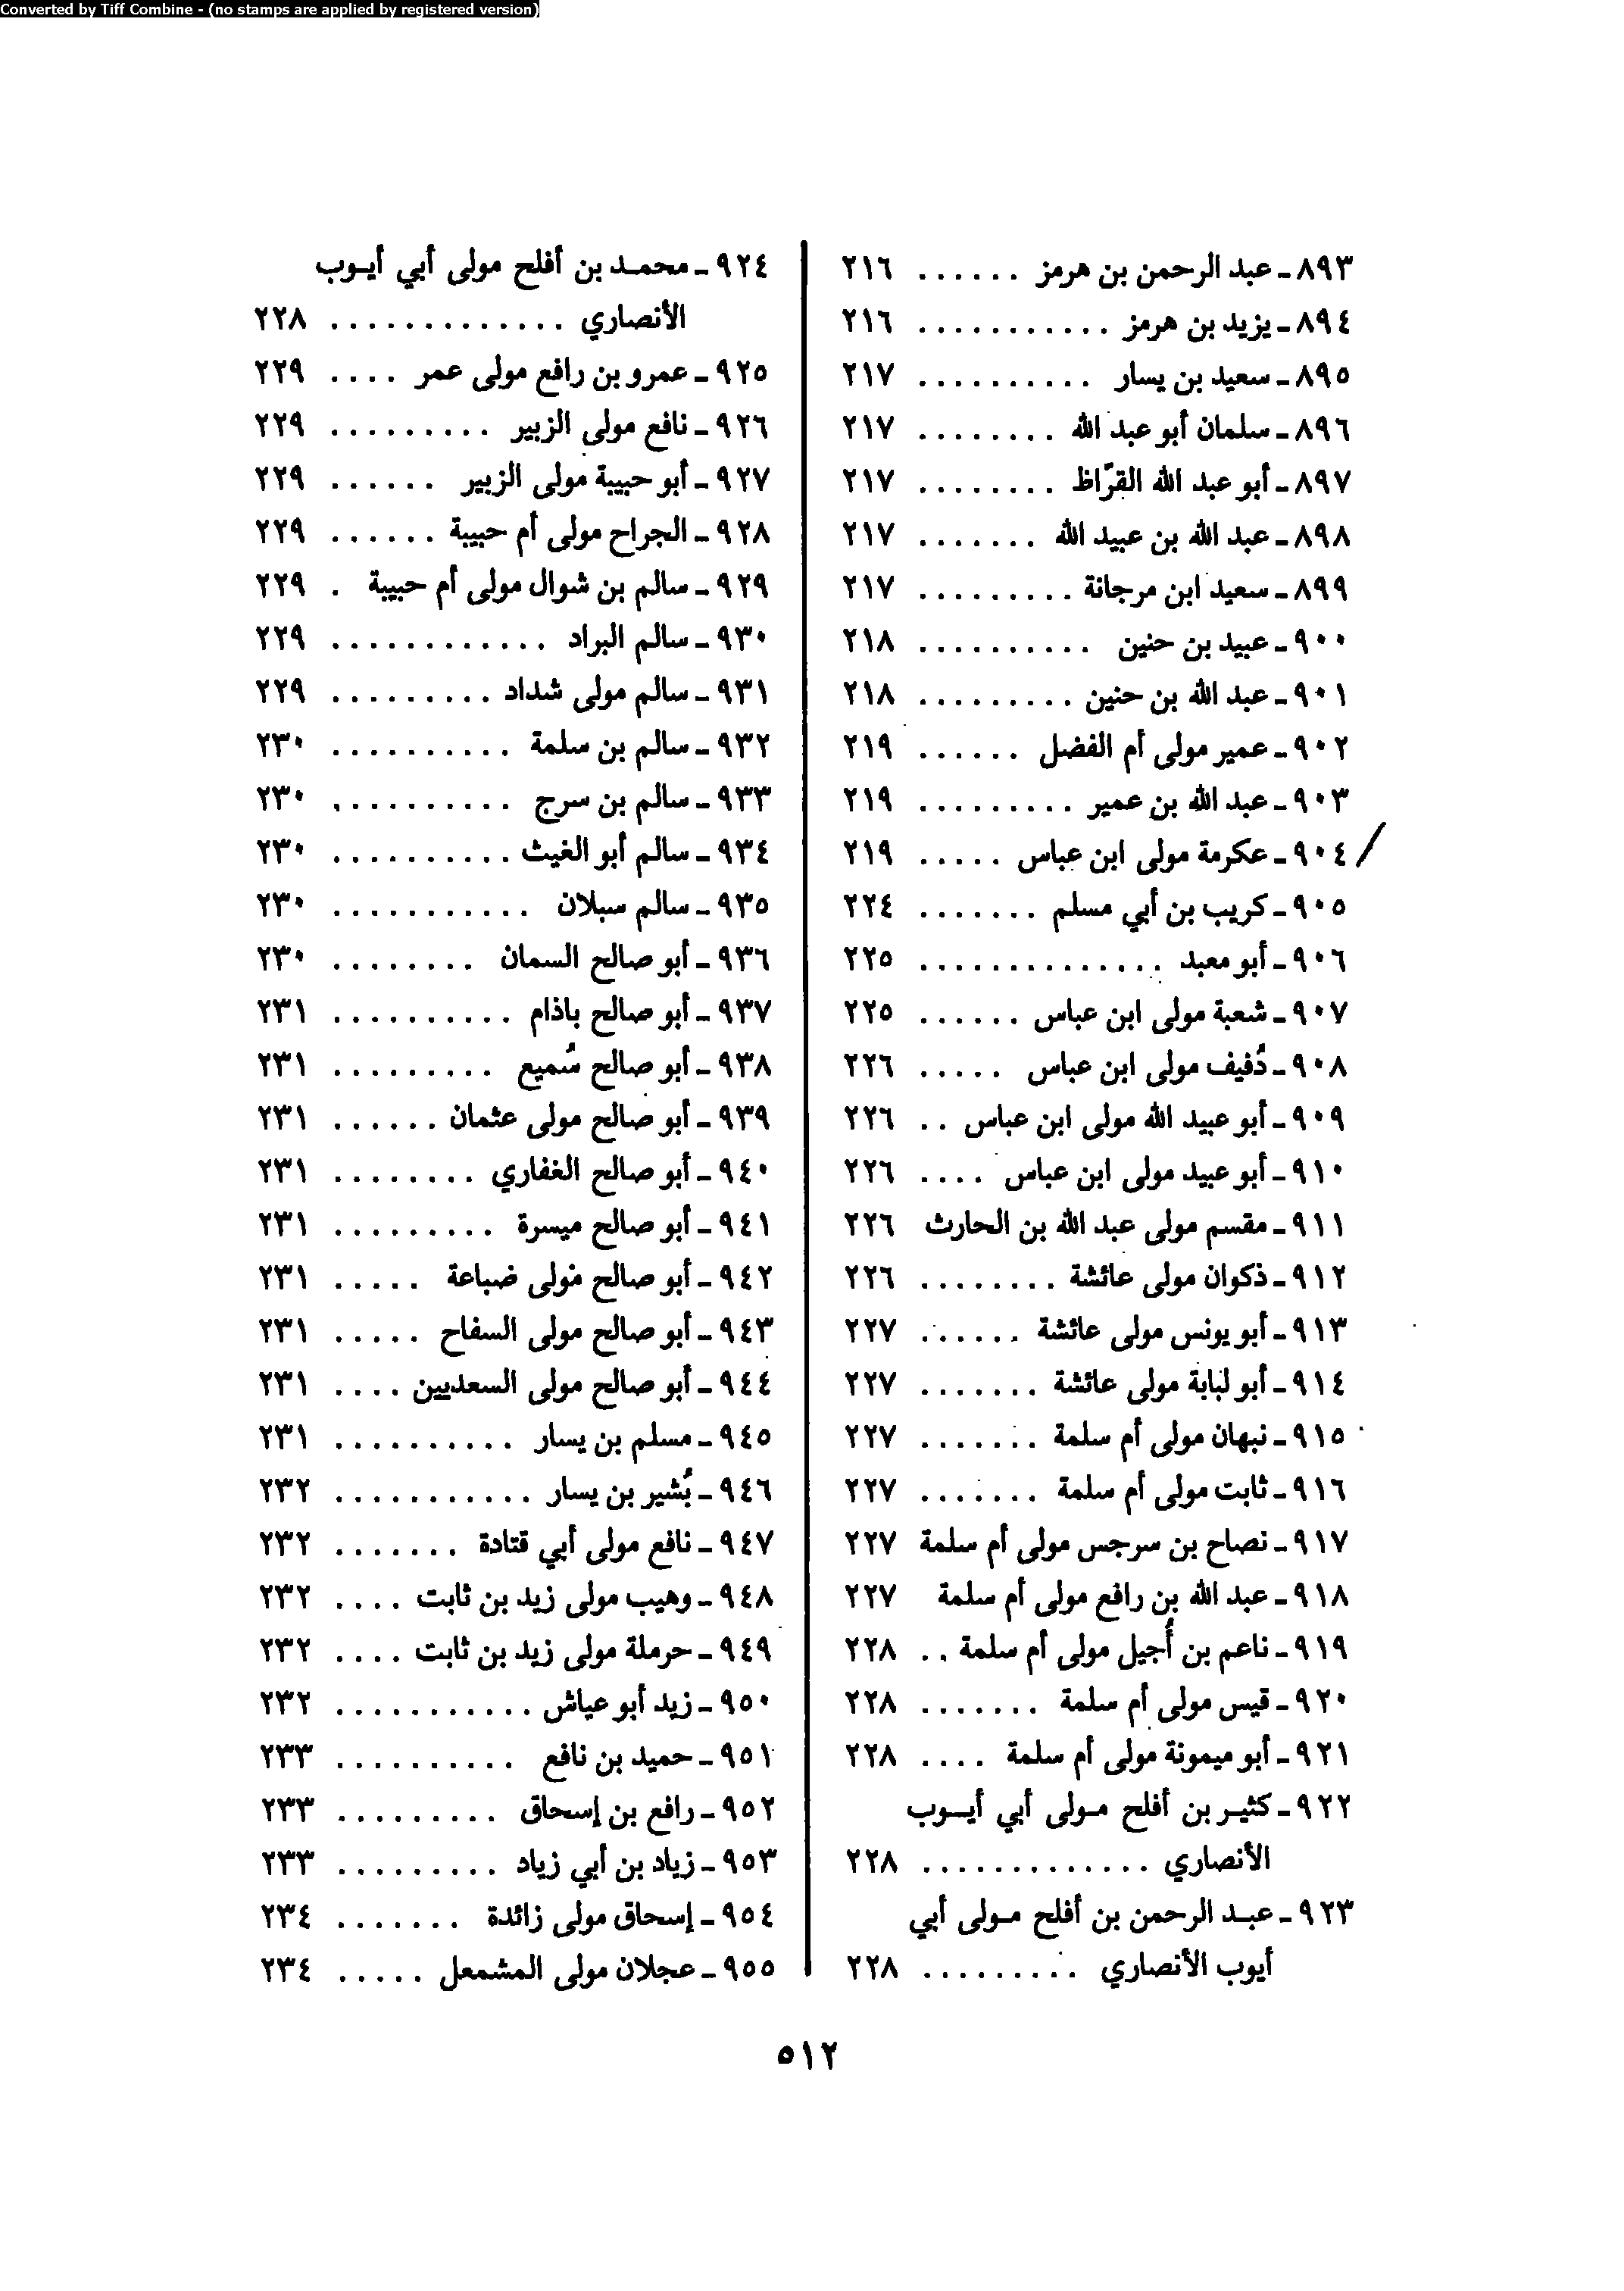 Converted by Tiff Combine - (no stamps are applied by registered version)
٨٩٣ ـ عبد الرحمن بن هرمز . . . . . . ٢١٦
٨٩٤ ـ يزيد بن هرمز . . . . . . . . . . . ٢١٦
٨٩٥ ـ سعيد بن يسار . . . . . . . . . . ٢١٧
٨٩٦ ـ سلمان أبو عبد الله . . . . . . . . ٢١٧
٨٩٧ ـ أبو عبد الله القرّاظ . . . . . . . . ٢١٧
٨٩٨ ـ عبد الله بن عبيد الله . . . . . . . ٢١٧
٨٩٩ ـ سعيد ابن مرجانة . . . . . . . . . ٢١٧
٩٠٠ ـ عبيد بن حنين . . . . . . . . . . ٢١٨
٩٠١ ـ عبد الله بن حنين . . . . . . . . . ٢١٨
٩٠٢ ـ عمير مولى أم الفضل . . . . . . ٢١٩
٩٠٣ ـ عبد الله بن عمير . . . . . . . . . ٢١٩
٩٠٤ ـ عكرمة مولى ابن عباس . . . . . ٢١٩
٩٠٥ ـ كريب بن أبي مسلم . . . . . . . ٢٢٤
٩٠٦ ـ أبو معبد . . . . . . . . . . . . . . ٢٢٥
٩٠٧ ـ شعبة مولى ابن عباس . . . . . . ٢٢٥
٩٠٨ ـ دُفيف مولى ابن عباس . . . . . ٢٢٦
٩٠٩ ـ أبو عبيد الله مولى ابن عباس . . ٢٢٦
٩١٠ ـ أبو عبيد مولى ابن عباس . . . . ٢٢٦
٩١١ ـ مقسم مولى عبد الله بن الحارث ٢٢٦
٩١٢ ـ ذكوان مولى عائشة . . . . . . . . ٢٢٦
٩١٣ ـ أبو يونس مولى عائشة . . . . . . ٢٢٧
٩١٤ ـ أبو لبابة مولى عائشة . . . . . . . ٢٢٧
٩١٥ ـ نبهان مولى أم سلمة . . . . . . . ٢٢٧
٩١٦ ـ ثابت مولى أم سلمة . . . . . . . ٢٢٧
٩١٧ ـ نصاح بن سرجس مولى أم سلمة ٢٢٧
٩١٨ ـ عبد الله بن رافع مولى أم سلمة ٢٢٧
٩١٩ ـ ناعم بن أُجيل مولى أم سلمة . . ٢٢٨
٩٢٠ ـ قيس مولى أم سلمة . . . . . . . ٢٢٨
٩٢١ ـ أبو ميمونة مولى أم سلمة . . . . ٢٢٨
٩٢٢ ـ كثيـر بن أفلح مـولى أبي أيـوب
الأنصاري . . . . . . . . . . . . . ٢٢٨
٩٢٣ ـ عبـد الرحمن بن أفلح مـولى أبي
أيوب الأنصاري . . . . . . . . . ٢٢٨
٩٢٤ ـ محمـد بن أفلح مولى أبي أيـوب
الأنصاري . . . . . . . . . . . . . ٢٢٨
٩٢٥ ـ عمرو بن رافع مولى عمر . . . . ٢٢٩
٩٢٦ ـ نافع مولى الزبير . . . . . . . . . ٢٢٩
٩٢٧ ـ أبو حبيبة مولى الزبير . . . . . . ٢٢٩
٩٢٨ ـ الجراح مولى أم حبيبة . . . . . . ٢٢٩
٩٢٩ ـ سالم بن شوال مولى أم حبيبة . ٢٢٩
٩٣٠ ـ سالم البراد . . . . . . . . . . . . ٢٢٩
٩٣١ ـ سالم مولى شداد . . . . . . . . . ٢٢٩
٩٣٢ ـ سالم بن سلمة . . . . . . . . . . ٢٣٠
٩٣٣ ـ سالم بن سرج . . . . . . . . . . ٢٣٠
٩٣٤ ـ سالم أبو الغيث . . . . . . . . . . ٢٣٠
٩٣٥ ـ سالم سبلان . . . . . . . . . . . ٢٣٠
٩٣٦ ـ أبو صالح السمان . . . . . . . . ٢٣٠
٩٣٧ ـ أبو صالح باذام . . . . . . . . . . ٢٣١
٩٣٨ ـ أبو صالح سُميع . . . . . . . . . ٢٣١
٩٣٩ ـ أبو صالح مولى عثمان . . . . . . ٢٣١
٩٤٠ ـ أبو صالح الغفاري . . . . . . . . ٢٣١
٩٤١ ـ أبو صالح ميسرة . . . . . . . . . ٢٣١
٩٤٢ ـ أبو صالح مولى ضباعة . . . . . ٢٣١
٩٤٣ ـ أبو صالح مولى السفاح . . . . . ٢٣١
٩٤٤ ـ أبو صالح مولى السعديين . . . . ٢٣١
٩٤٥ ـ مسلم بن يسار . . . . . . . . . . ٢٣١
٩٤٦ ـ بُشير بن يسار . . . . . . . . . . . ٢٣٢
٩٤٧ ـ نافع مولى أبي قتادة . . . . . . . ٢٣٢
٩٤٨ ـ وهيب مولى زيد بن ثابت . . . . ٢٣٢
٩٤٩ ـ حرملة مولى زيد بن ثابت . . . . ٢٣٢
٩٥٠ ـ زيد أبو عياش . . . . . . . . . . . ٢٣٢
٩٥١ ـ حميد بن نافع . . . . . . . . . . ٢٣٣
٩٥٢ ـ رافع بن إسحاق . . . . . . . . . ٢٣٣
٩٥٣ ـ زياد بن أبي زياد . . . . . . . . . ٢٣٣
٩٥٤ ـ إسحاق مولى زائدة . . . . . . . ٢٣٤
٩٥٥ ـ عجلان مولى المشمعل . . . . . ٢٣٤
٥١٢